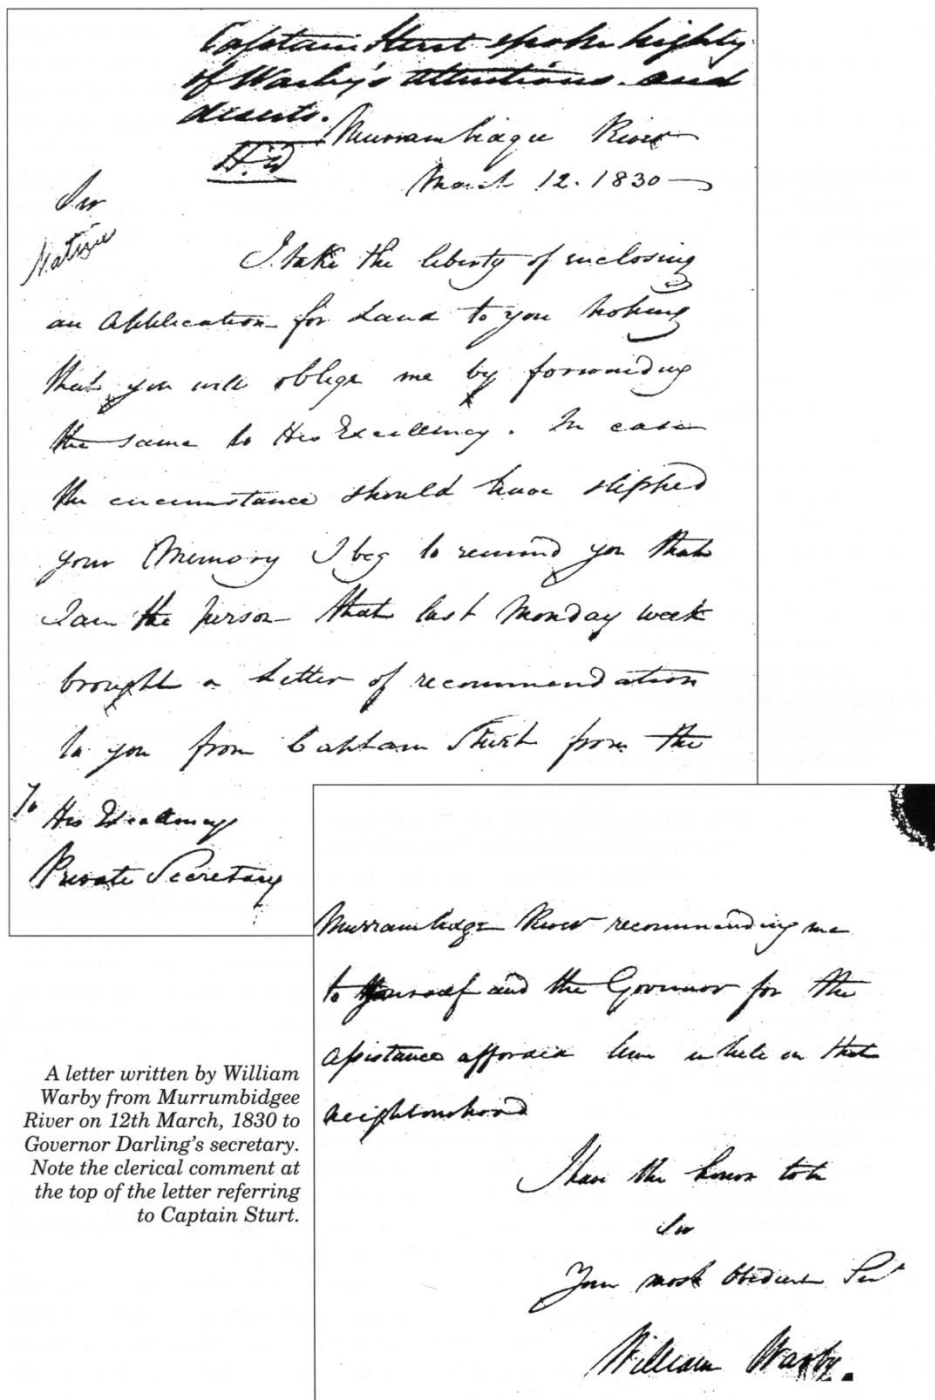 Captain Sturt spoke highly
of Warby's attentions and
deserts.
H.D
Murrambidgee River
March 12. 1830
Sir
Native
I take the liberty of enclosing
an Application for Land to you hoping
that you will oblige me by forwarding
the same to His Excellency. In case
the circumstance should have slipped
your Memory I beg to remind you that
I am the person that last Monday week
brought a Letter of recommendation
to you from Captain Sturt from the
To
His Excellencys
Private Secretary
Murrambidge River recommending me
to yourself and the Governor for the
assistance afforded him while in that
neighbourhood
I have the honor to be
Sir
Your most Obedient Servt
William Warby.
A letter written by William
Warby from Murrumbidgee
River on 12th March, 1830 to
Governor Darling's secretary.
Note the clerical comment at
the top of the letter referring
to Captain Sturt.